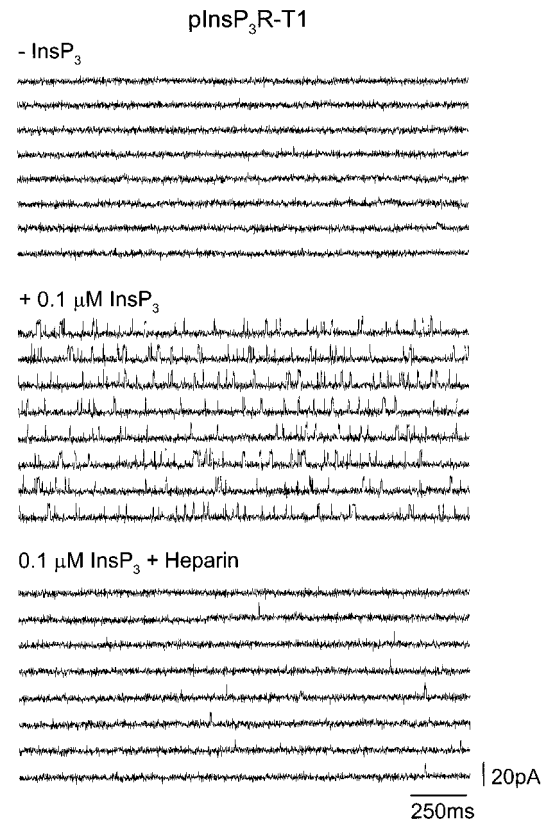 pInsP₃R-T1
- InsP₃
+ 0.1 μM InsP₃
0.1 μM InsP₃ + Heparin
20pA
250ms